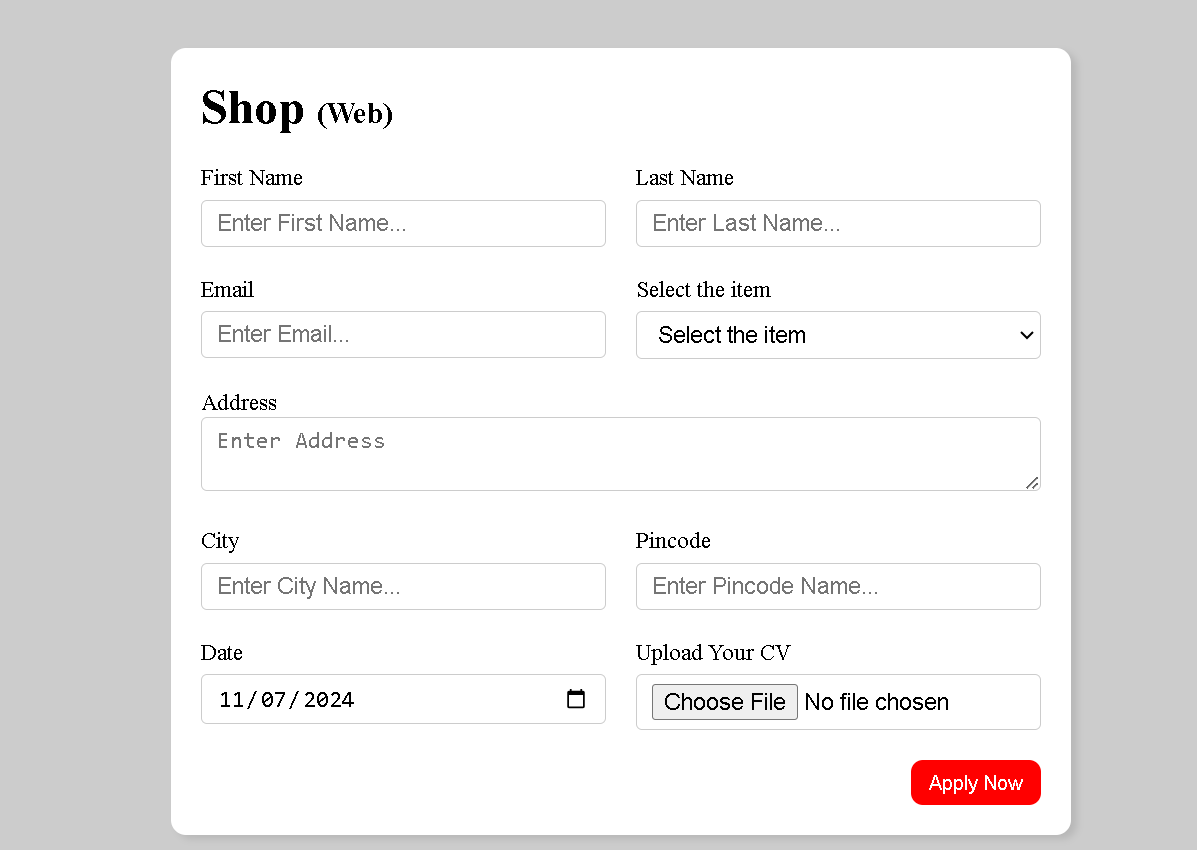 Shop (Web)
First Name Last Name
Enter First Name... Enter Last Name...
Email Select the item
Enter Email... Select the item
Address
Enter Address
City Pincode
Enter City Name... Enter Pincode Name...
Date Upload Your CV
11/07/2024 Choose File No file chosen
Apply Now